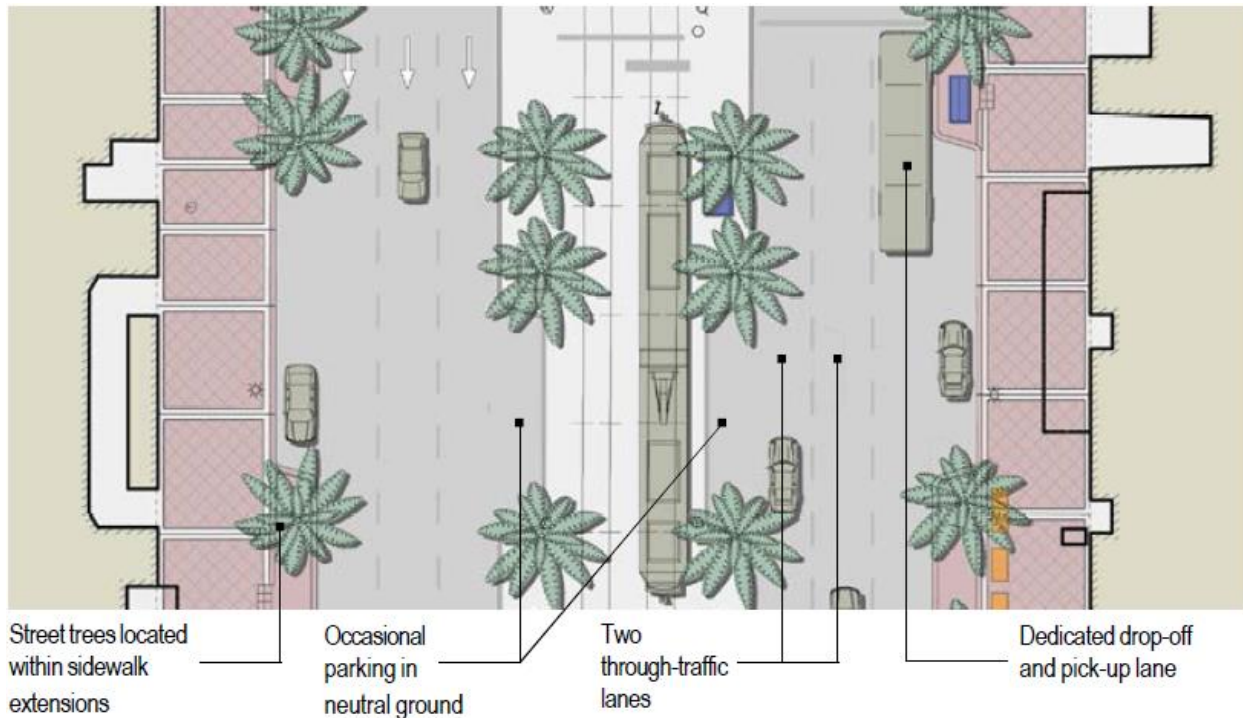 Street trees located
within sidewalk
extensions
Occasional
parking in
neutral ground
Two
through-traffic
lanes
Dedicated drop-off
and pick-up lane